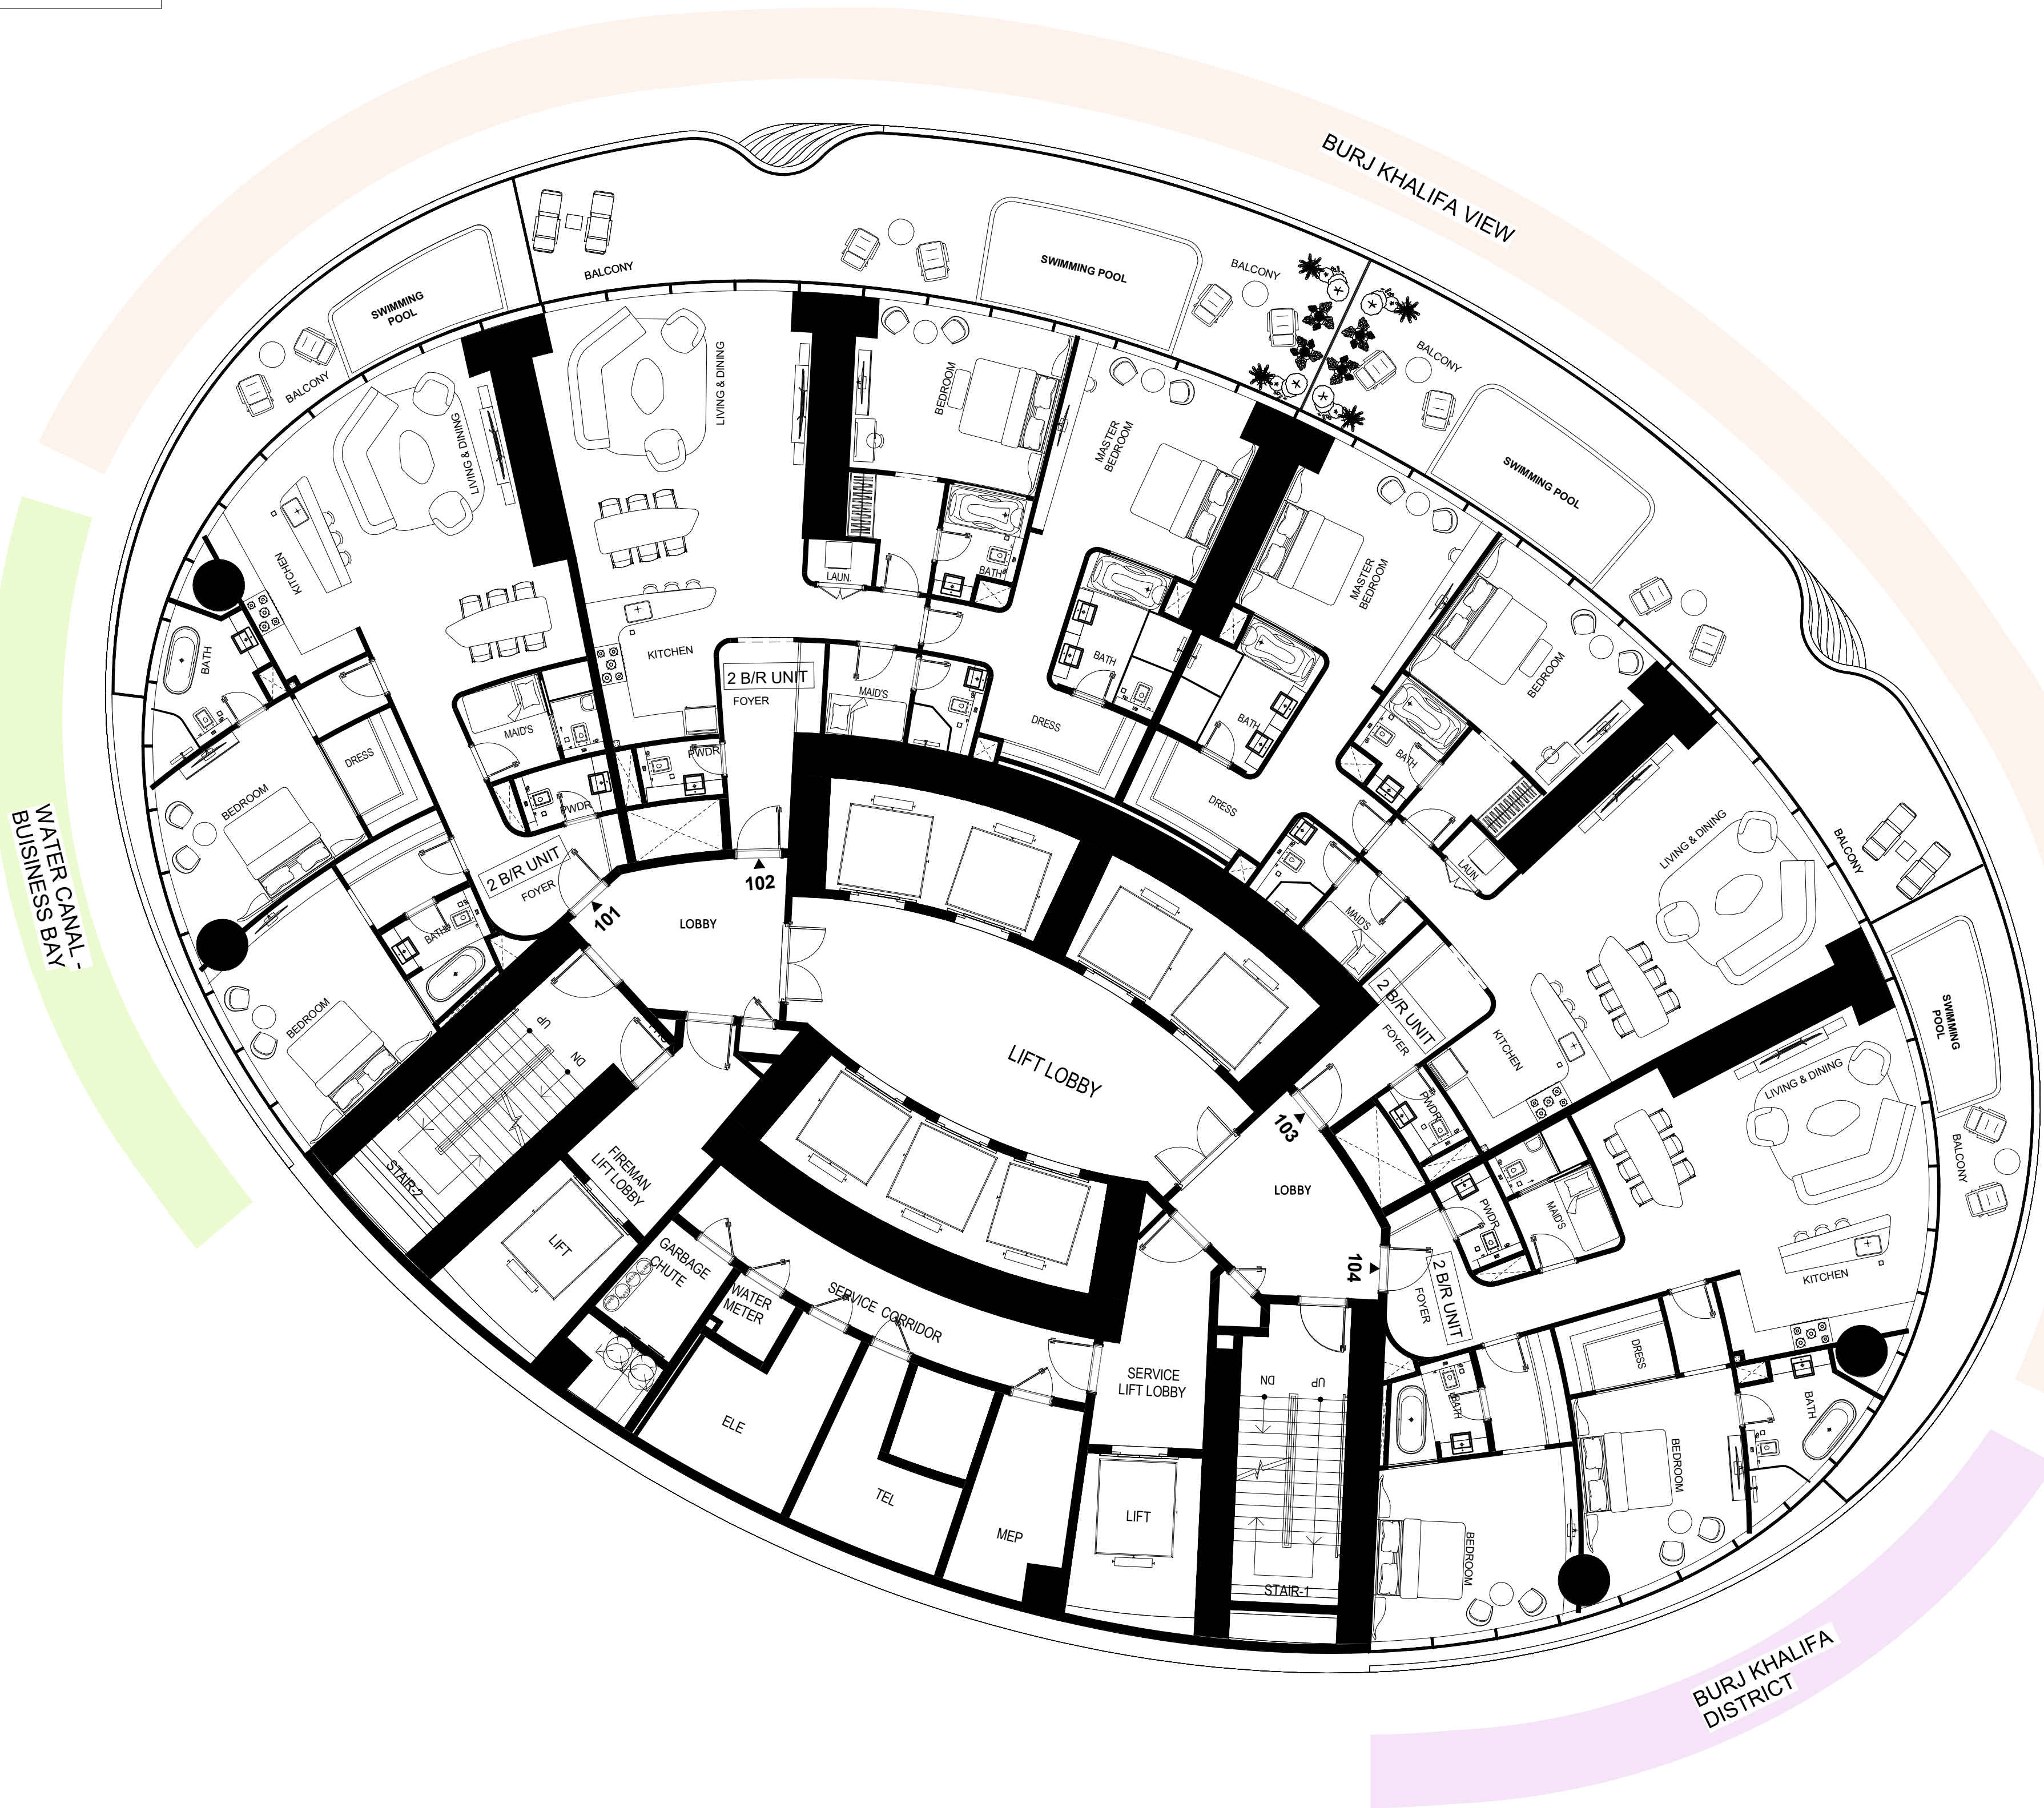 BURJ KHALIFA VIEW
WATER CANAL -
BUISINESS BAY
BURJ KHALIFA
DISTRICT
SWIMMING
POOL
BALCONY
BALCONY
SWIMMING POOL
BALCONY
BALCONY
SWIMMING POOL
BALCONY
SWIMMING
POOL
BALCONY
LIVING & DINING
KITCHEN
BATH
DRESS
BEDROOM
BEDROOM
BATH
MAID'S
PWDR
2 B/R UNIT
FOYER
101
LIVING & DINING
KITCHEN
PWDR
2 B/R UNIT
FOYER
102
LAUN.
BEDROOM
BATH
MAID'S
MASTER
BEDROOM
BATH
DRESS
MASTER
BEDROOM
BATH
DRESS
BEDROOM
BATH
LAUN.
MAID'S
LIVING & DINING
KITCHEN
PWDR
2 B/R UNIT
FOYER
103
LIVING & DINING
KITCHEN
MAID'S
PWDR
2 B/R UNIT
FOYER
104
DRESS
BATH
BEDROOM
BATH
BEDROOM
LOBBY
LIFT LOBBY
LOBBY
UP
DN
STAIR-2
FIREMAN
LIFT LOBBY
LIFT
GARBAGE
CHUTE
WATER
METER
SERVICE CORRIDOR
ELE
TEL
MEP
SERVICE
LIFT LOBBY
LIFT
DN
UP
STAIR-1